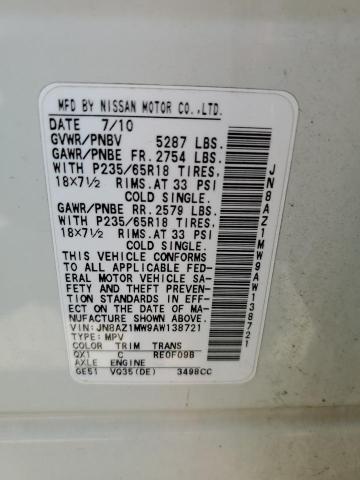 MFD BY NISSAN MOTOR CO.,LTD.
DATE 7/10
GVWR/PNBV 5287 LBS.
GAWR/PNBE FR. 2754 LBS.
WITH P235/65R18 TIRES,
18X7½ RIMS.AT 33 PSI
COLD SINGLE.
GAWR/PNBE RR. 2579 LBS.
WITH P235/65R18 TIRES,
18X7½ RIMS.AT 33 PSI
COLD SINGLE.
THIS VEHICLE CONFORMS
TO ALL APPLICABLE FED-
ERAL MOTOR VEHICLE SA-
FETY AND THEFT PREVENTION
STANDARDS IN EFFECT
ON THE DATE OF MA-
NUFACTURE SHOWN ABOVE.
VIN:JN8AZ1MW9AW138721
TYPE:MPV
COLOR TRIM TRANS
QX1 C RE0F09B
AXLE ENGINE
GE51 VQ35(DE) 3498CC
JN8AZ1MW9AW138721